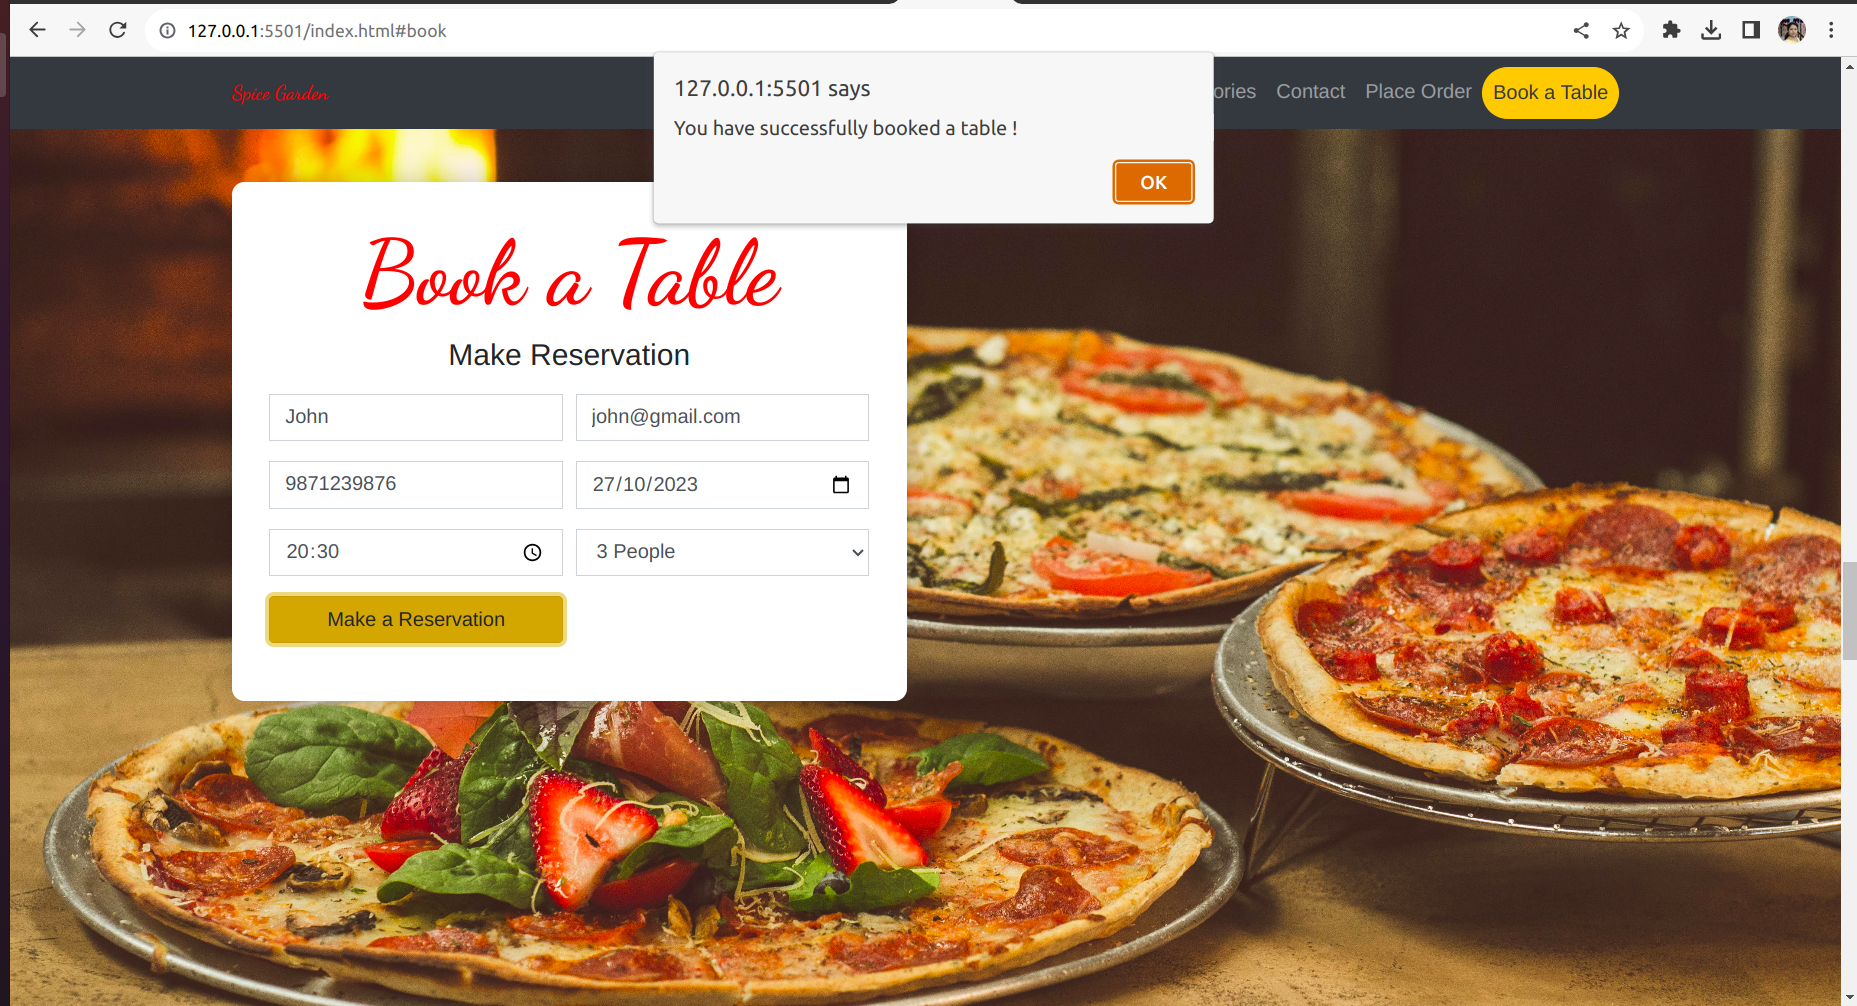 127.0.0.1:5501/index.html#book
Spice Garden
ories Contact Place Order Book a Table
127.0.0.1:5501 says
You have successfully booked a table !
OK
Book a Table
Make Reservation
John john@gmail.com
9871239876 27/10/2023
20:30 3 People
Make a Reservation